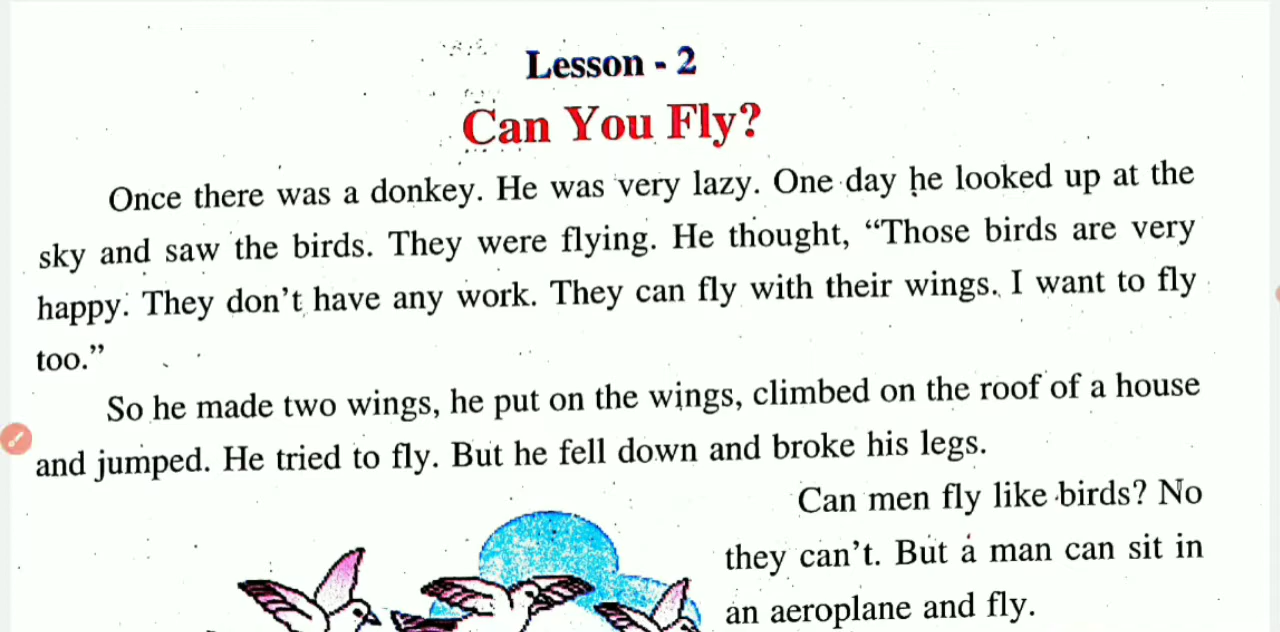 Lesson - 2
Can You Fly?
Once there was a donkey. He was very lazy. One day he looked up at the
sky and saw the birds. They were flying. He thought, “Those birds are very
happy. They don’t have any work. They can fly with their wings. I want to fly
too.”
So he made two wings, he put on the wings, climbed on the roof of a house
and jumped. He tried to fly. But he fell down and broke his legs.
Can men fly like birds? No
they can’t. But a man can sit in
an aeroplane and fly.